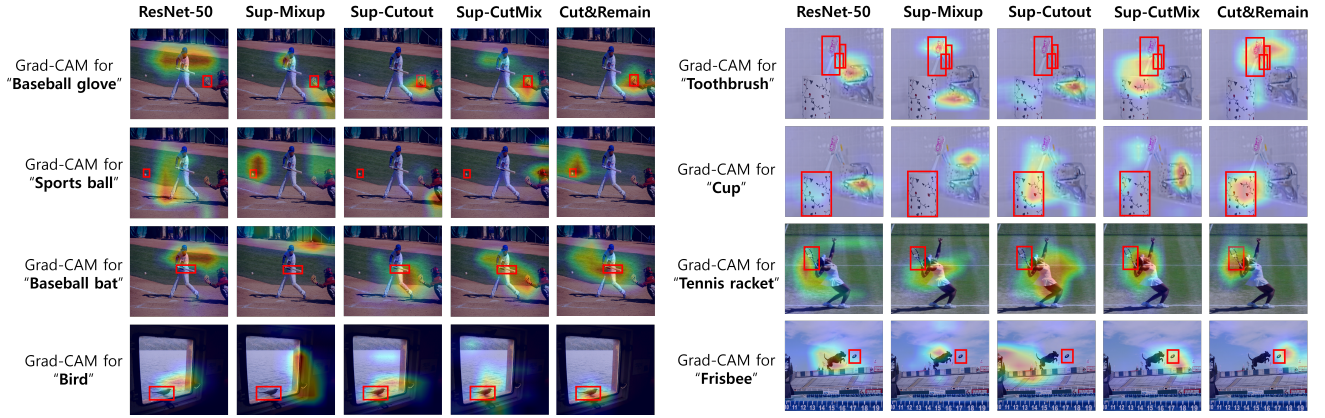 ResNet-50 Sup-Mixup Sup-Cutout Sup-CutMix Cut&Remain
Grad-CAM for
"Baseball glove"
Grad-CAM for
"Sports ball"
Grad-CAM for
"Baseball bat"
Grad-CAM for
"Bird"
ResNet-50 Sup-Mixup Sup-Cutout Sup-CutMix Cut&Remain
Grad-CAM for
"Toothbrush"
Grad-CAM for
"Cup"
Grad-CAM for
"Tennis racket"
Grad-CAM for
"Frisbee"